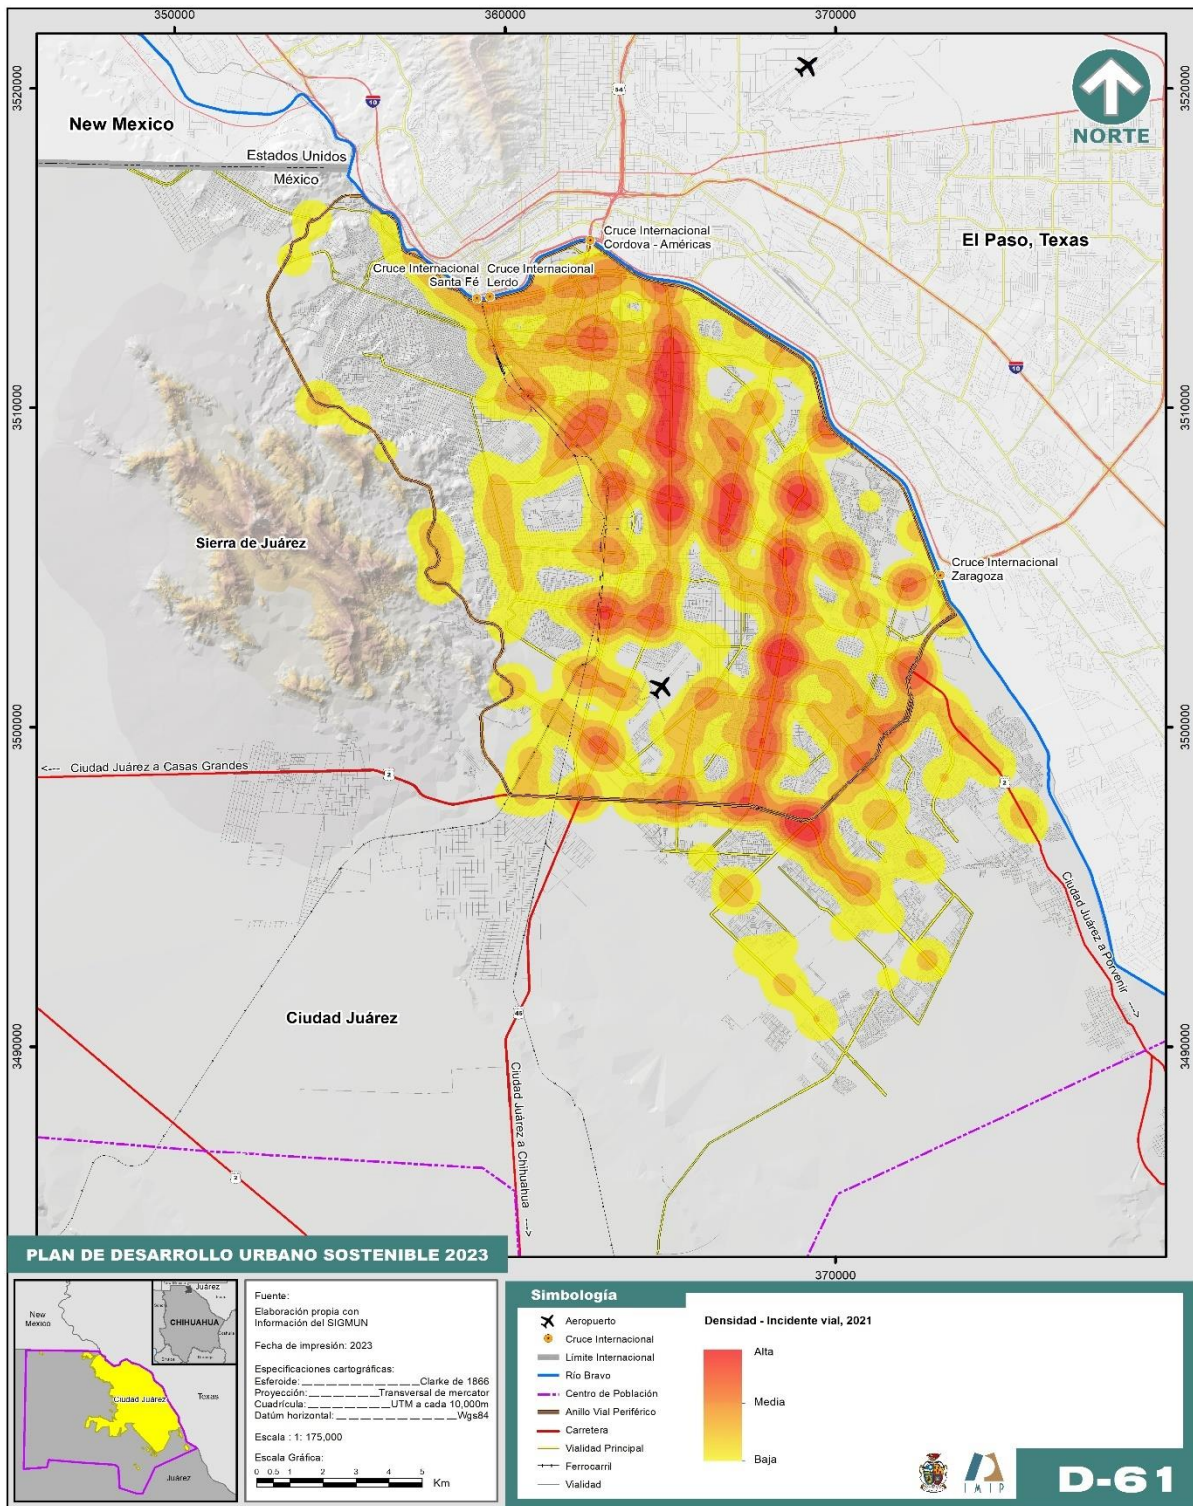 350000
360000
370000
3520000
3520000
New Mexico
10
54
NORTE
Estados Unidos
México
Cruce Internacional
Cordova - Américas
El Paso, Texas
Cruce Internacional
Santa Fé
Cruce Internacional
Lerdo
10
3510000
3510000
Sierra de Juárez
Cruce Internacional
Zaragoza
3500000
3500000
<--- Ciudad Juárez a Casas Grandes
2
2
Ciudad Juárez a Porvenir --->
45
Ciudad Juárez
3490000
3490000
Ciudad Juárez a Chihuahua --->
2
370000
PLAN DE DESARROLLO URBANO SOSTENIBLE 2023
New
Mexico
Juárez
CHIHUAHUA
Ciudad Juárez
Texas
Juárez
Fuente:
Elaboración propia con
Información del SIGMUN
Fecha de impresión: 2023
Especificaciones cartográficas:
Esferoide: Clarke de 1866
Proyección: Transversal de mercator
Cuadrícula: UTM a cada 10,000m
Datúm horizontal: Wgs84
Escala : 1: 175,000
Escala Gráfica:
0 0.5 1 2 3 4 5
Km
Simbología
Aeropuerto
Cruce Internacional
Límite Internacional
Río Bravo
Centro de Población
Anillo Vial Periférico
Carretera
Vialidad Principal
Ferrocarril
Vialidad
Densidad - Incidente vial, 2021
Alta
Media
Baja
IMIP
D-61